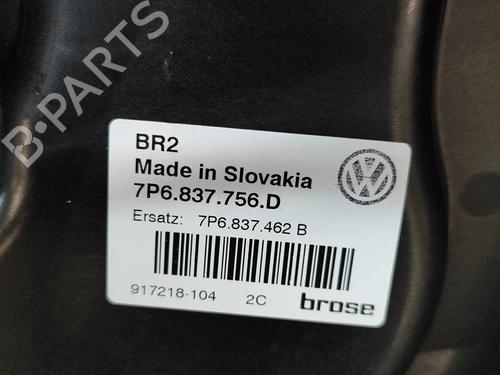 B-PARTS
BR2
Made in Slovakia
7P6.837.756.D
Ersatz: 7P6.837.462 B
917218-104 2C
brose